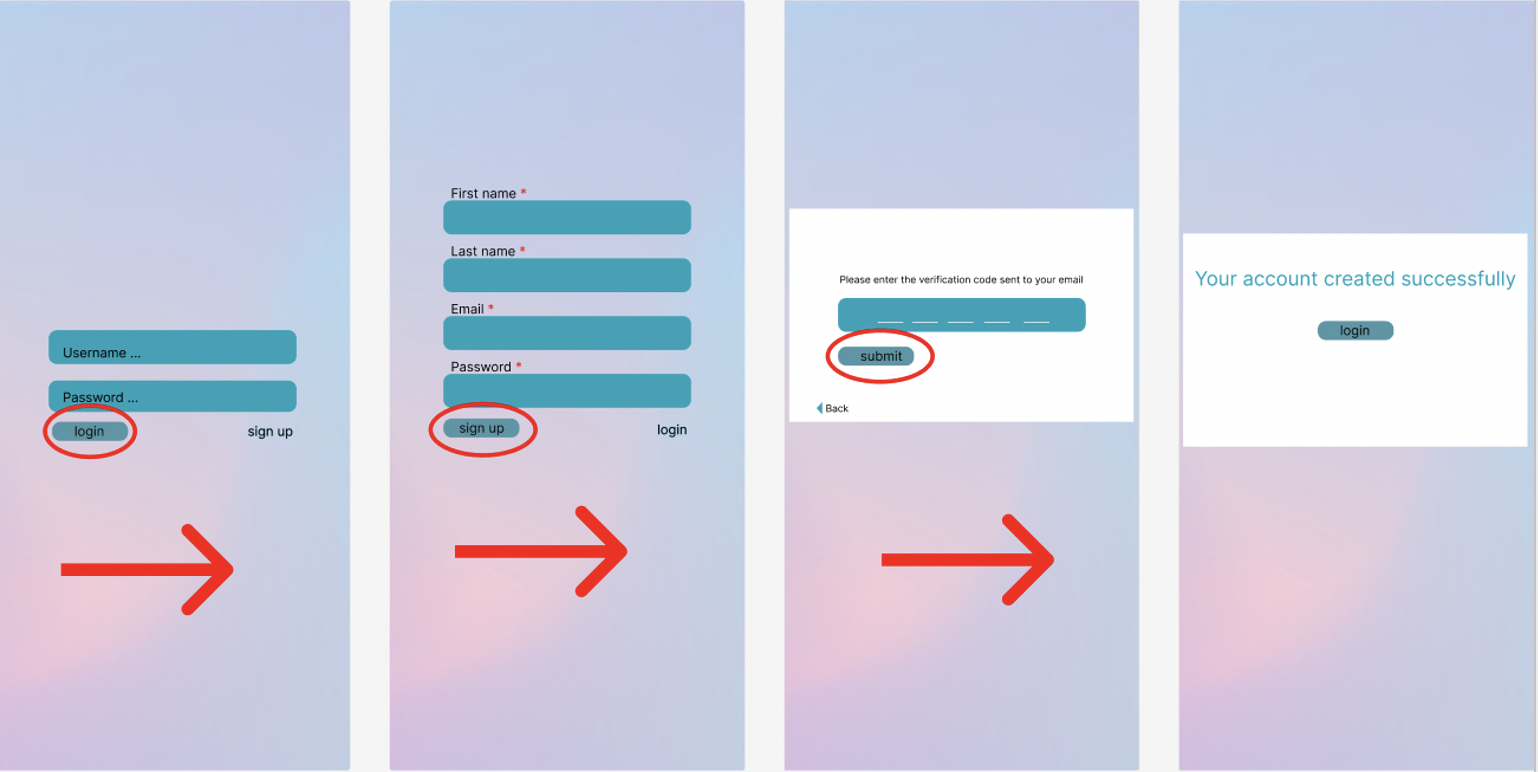 Username ...
Password ...
login
sign up
First name *
Last name *
Email *
Password *
sign up
login
Please enter the verification code sent to your email
submit
Back
Your account created successfully
login